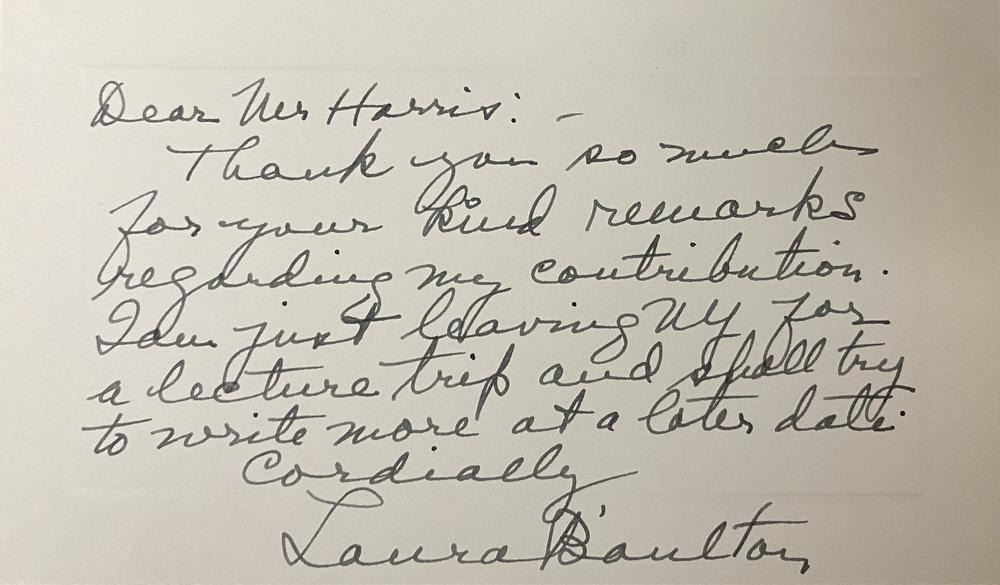 Dear Mr Harris: -
Thank you so much
for your kind remarks
regarding my contribution.
I am just leaving NY for
a lecture trip and shall try
to write more at a later date.
Cordially
Laura Boulton